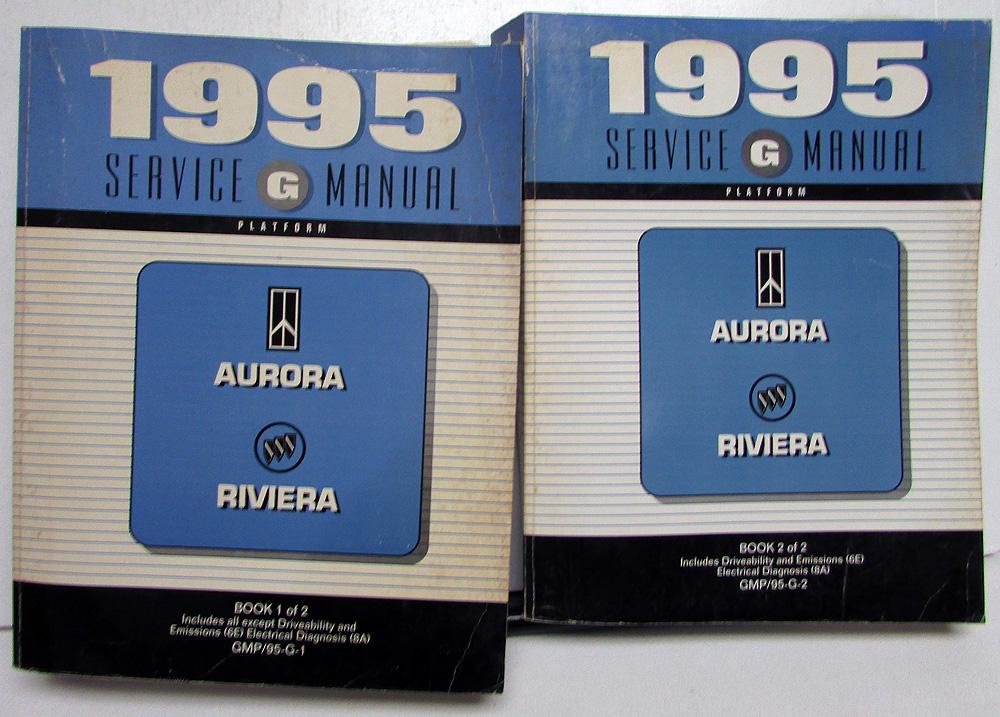 1995
SERVICE G MANUAL
PLATFORM
AURORA
RIVIERA
BOOK 1 of 2
Includes all except Driveability and
Emissions (6E) Electrical Diagnosis (8A)
GMP/95-G-1
1995
SERVICE G MANUAL
PLATFORM
AURORA
RIVIERA
BOOK 2 of 2
Includes Driveability and Emissions (6E)
Electrical Diagnosis (8A)
GMP/95-G-2